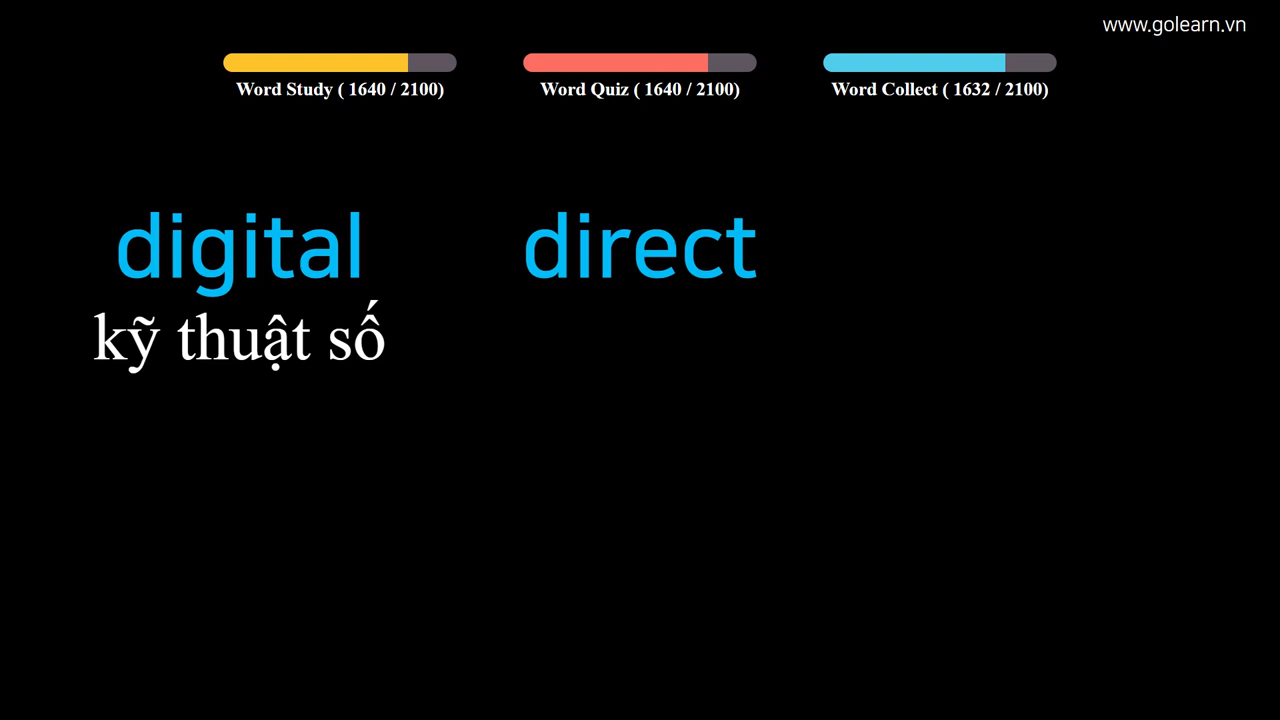 www.golearn.vn
Word Study ( 1640 / 2100)
Word Quiz ( 1640 / 2100)
Word Collect ( 1632 / 2100)
digital
kỹ thuật số
direct